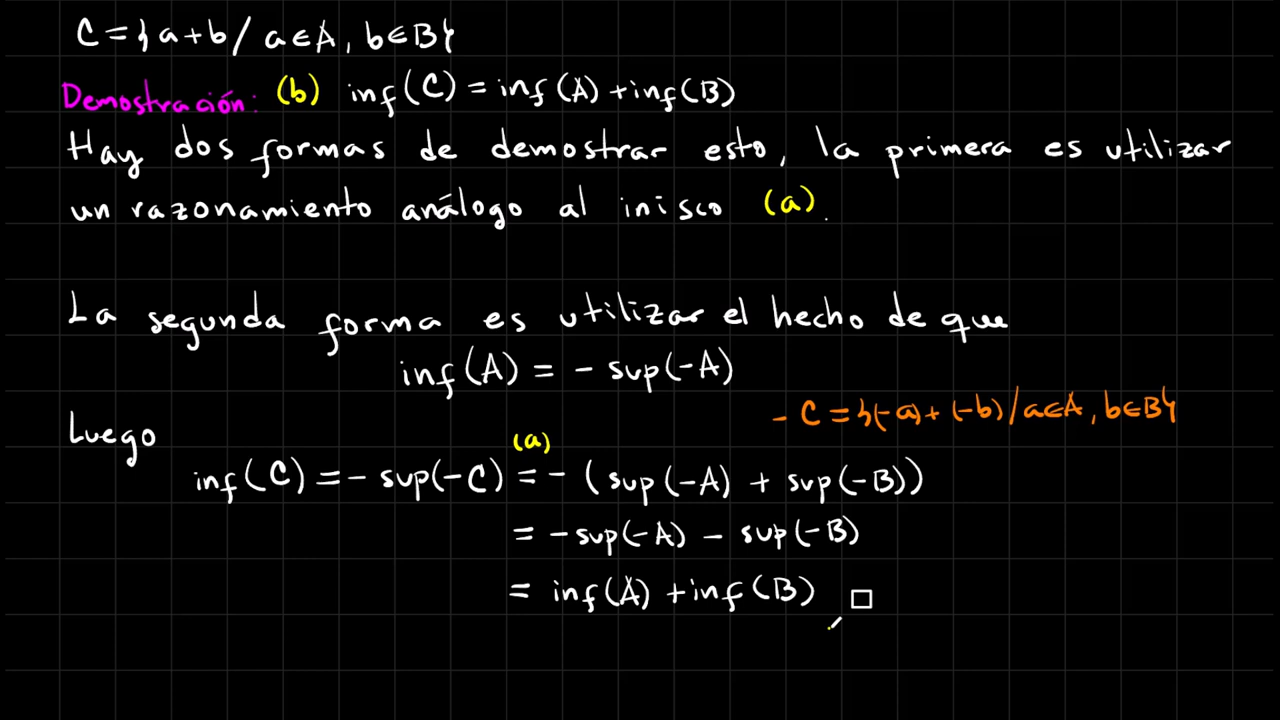 C = { a + b / a ∈ A, b ∈ B }
Demostración: (b) inf(C) = inf(A) + inf(B)
Hay dos formas de demostrar esto, la primera es utilizar
un razonamiento análogo al inisco (a).
La segunda forma es utilizar el hecho de que
inf(A) = - sup(-A)
- C = {(-a) + (-b) / a ∈ A, b ∈ B}
Luego
(a)
inf(C) = - sup(-C) = - (sup(-A) + sup(-B))
= - sup(-A) - sup(-B)
= inf(A) + inf(B) □